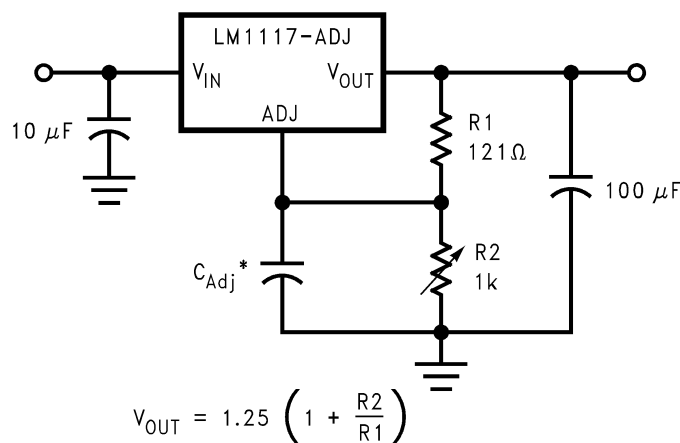 LM1117-ADJ
V_IN
V_OUT
ADJ
10 μF
R1
121Ω
100 μF
C_Adj*
R2
1k
V_OUT = 1.25 (1 + R2/R1)